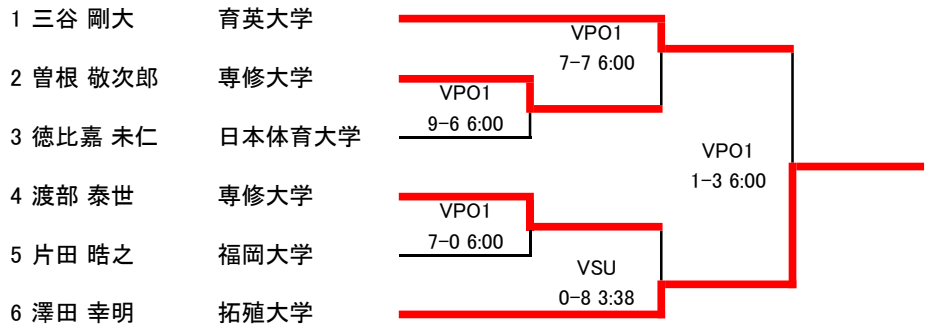 1 三谷 剛大 育英大学
VPO1
7-7 6:00
2 曽根 敬次郎 専修大学
VPO1
9-6 6:00
3 徳比嘉 未仁 日本体育大学
VPO1
1-3 6:00
4 渡部 泰世 専修大学
VPO1
7-0 6:00
5 片田 晧之 福岡大学
VSU
0-8 3:38
6 澤田 幸明 拓殖大学